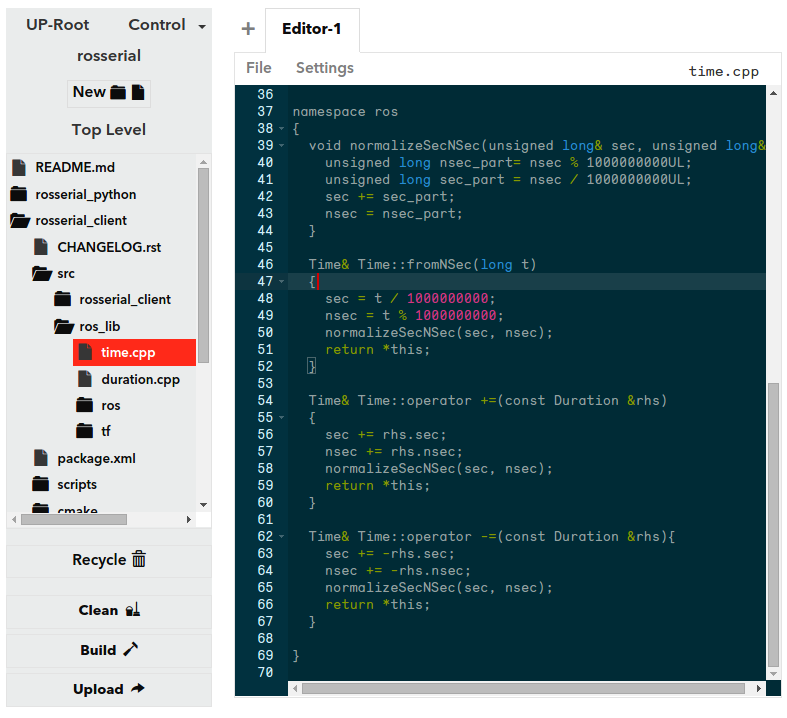 UP-Root Control
rosserial
New
Top Level
README.md
rosserial_python
rosserial_client
CHANGELOG.rst
src
rosserial_client
ros_lib
time.cpp
duration.cpp
ros
tf
package.xml
scripts
cmake
Recycle
Clean
Build
Upload
+ Editor-1
File Settings time.cpp
36
37 namespace ros
38 {
39 void normalizeSecNSec(unsigned long& sec, unsigned long&
40 unsigned long nsec_part= nsec % 1000000000UL;
41 unsigned long sec_part = nsec / 1000000000UL;
42 sec += sec_part;
43 nsec = nsec_part;
44 }
45
46 Time& Time::fromNSec(long t)
47 {
48 sec = t / 1000000000;
49 nsec = t % 1000000000;
50 normalizeSecNSec(sec, nsec);
51 return *this;
52 }
53
54 Time& Time::operator +=(const Duration &rhs)
55 {
56 sec += rhs.sec;
57 nsec += rhs.nsec;
58 normalizeSecNSec(sec, nsec);
59 return *this;
60 }
61
62 Time& Time::operator -=(const Duration &rhs){
63 sec += -rhs.sec;
64 nsec += -rhs.nsec;
65 normalizeSecNSec(sec, nsec);
66 return *this;
67 }
68
69 }
70